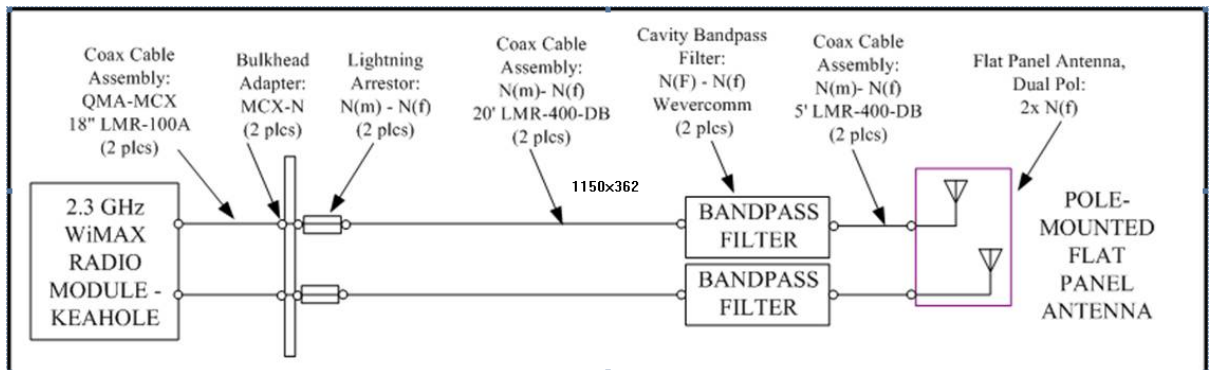 Coax Cable
Assembly:
QMA-MCX
18" LMR-100A
(2 plcs)
Bulkhead
Adapter:
MCX-N
(2 plcs)
Lightning
Arrestor:
N(m) - N(f)
(2 plcs)
Coax Cable
Assembly:
N(m)- N(f)
20' LMR-400-DB
(2 plcs)
Cavity Bandpass
Filter:
N(F) - N(f)
Wevercomm
(2 plcs)
Coax Cable
Assembly:
N(m)- N(f)
5' LMR-400-DB
(2 plcs)
Flat Panel Antenna,
Dual Pol:
2x N(f)
1150×362
2.3 GHz
WiMAX
RADIO
MODULE -
KEAHOLE
BANDPASS
FILTER
BANDPASS
FILTER
POLE-
MOUNTED
FLAT
PANEL
ANTENNA